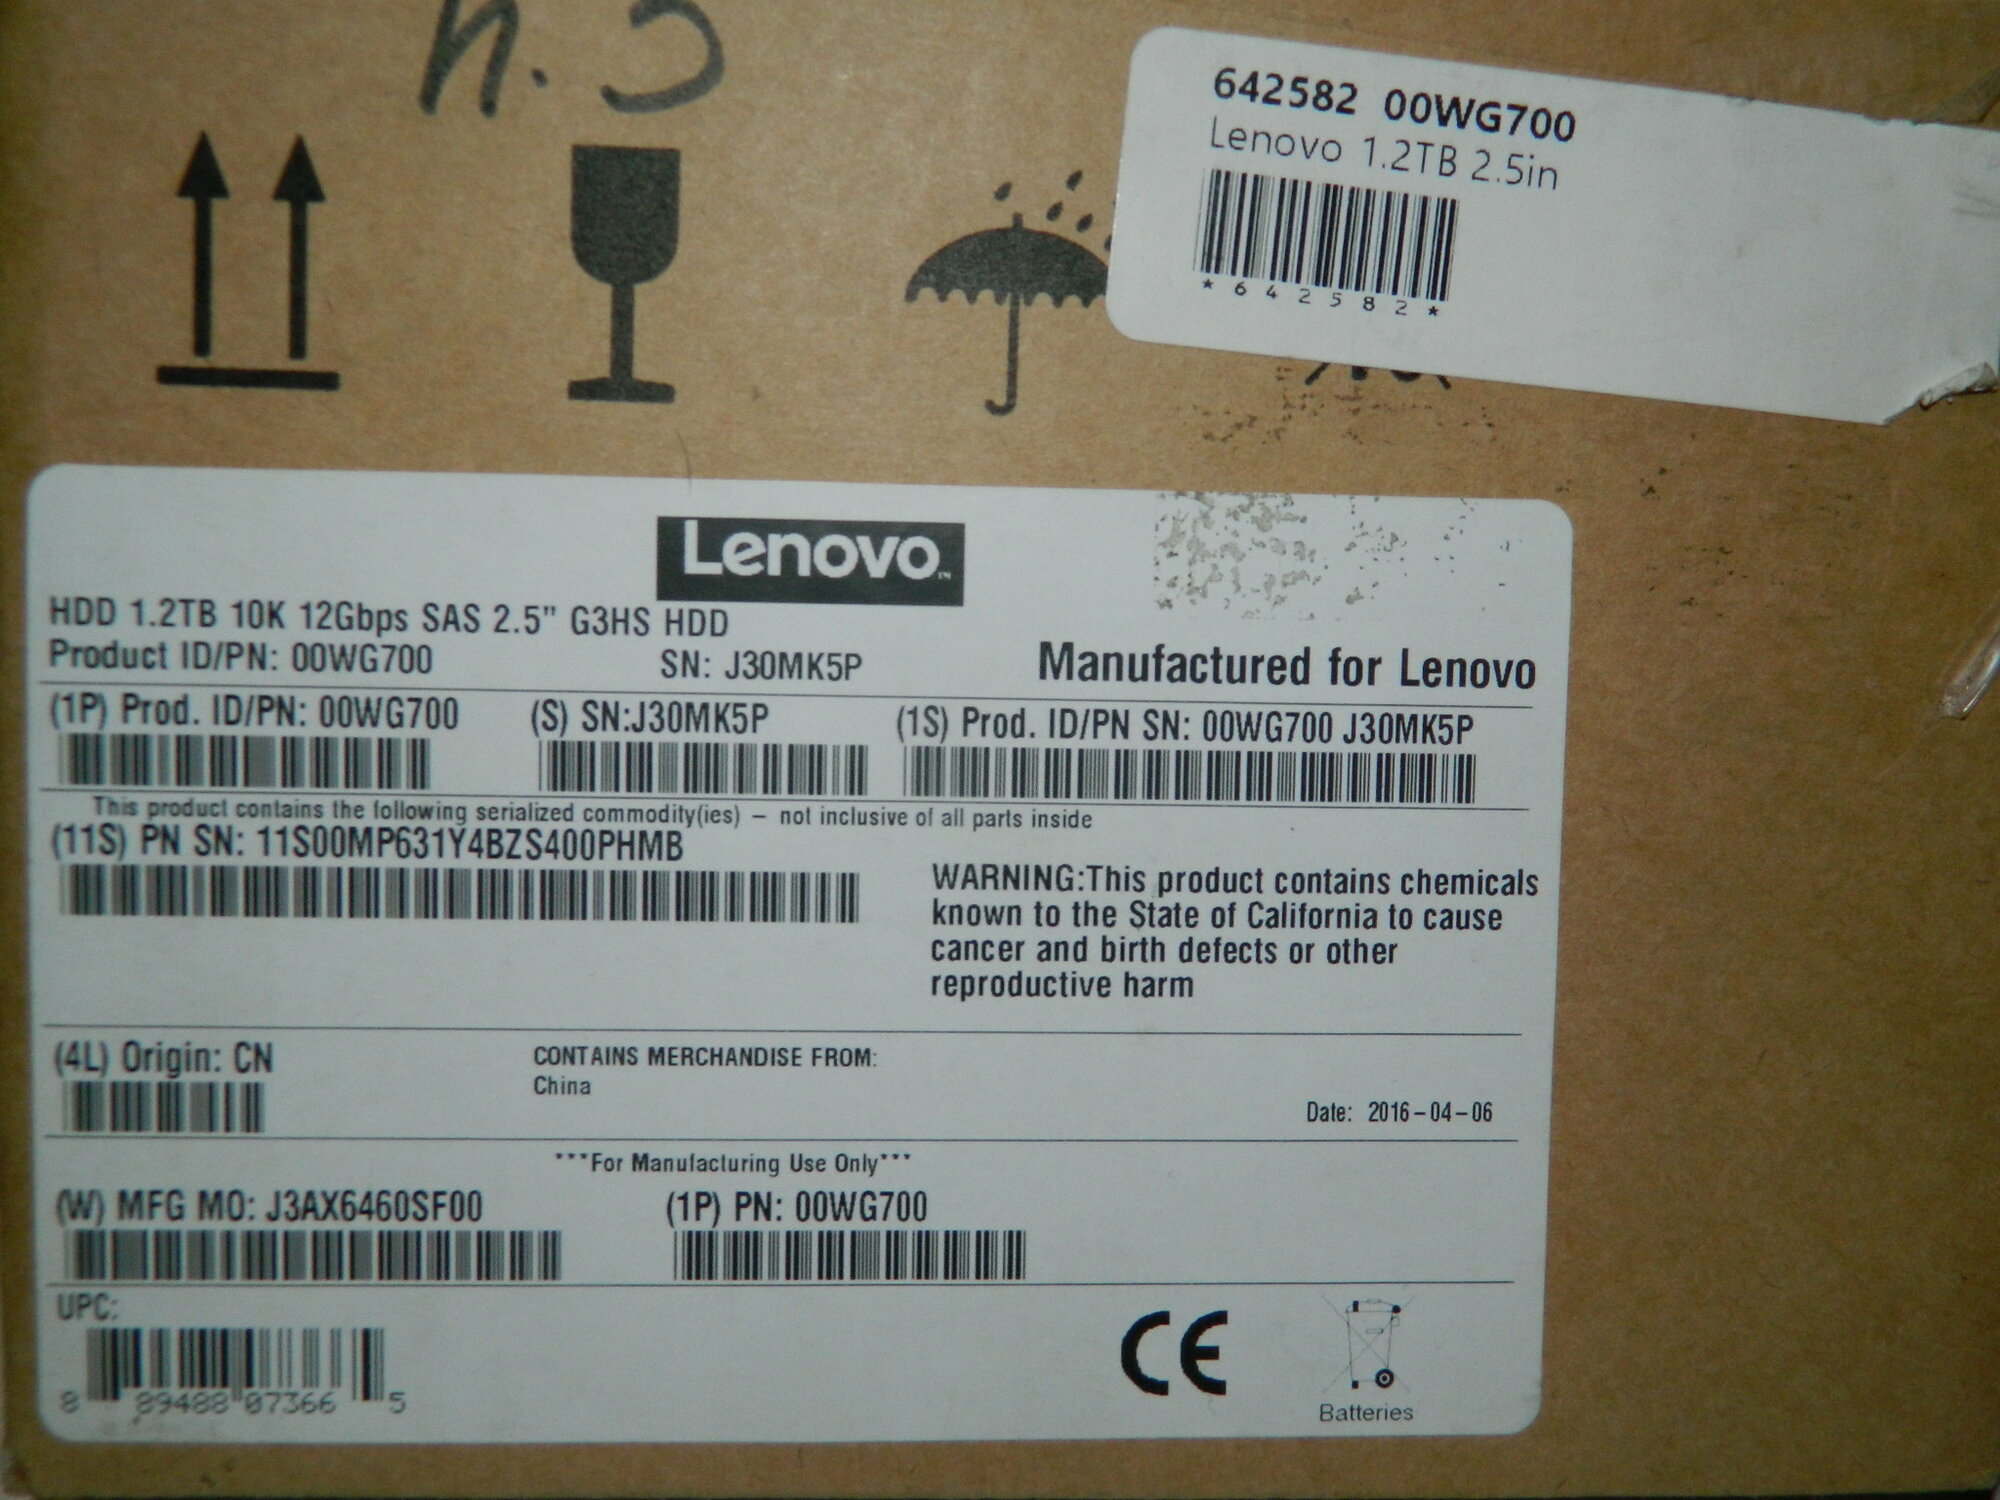 642582 00WG700
Lenovo 1.2TB 2.5in
*642582*
Lenovo™
HDD 1.2TB 10K 12Gbps SAS 2.5" G3HS HDD
Product ID/PN: 00WG700 SN: J30MK5P Manufactured for Lenovo
(1P) Prod. ID/PN: 00WG700 (S) SN:J30MK5P (1S) Prod. ID/PN SN: 00WG700 J30MK5P
This product contains the following serialized commodity(ies) – not inclusive of all parts inside
(11S) PN SN: 11S00MP631Y4BZS400PHMB
WARNING:This product contains chemicals
known to the State of California to cause
cancer and birth defects or other
reproductive harm
(4L) Origin: CN CONTAINS MERCHANDISE FROM:
China
Date: 2016-04-06
***For Manufacturing Use Only***
(W) MFG MO: J3AX6460SF00 (1P) PN: 00WG700
UPC:
8 89488 07366 5
CE
Batteries